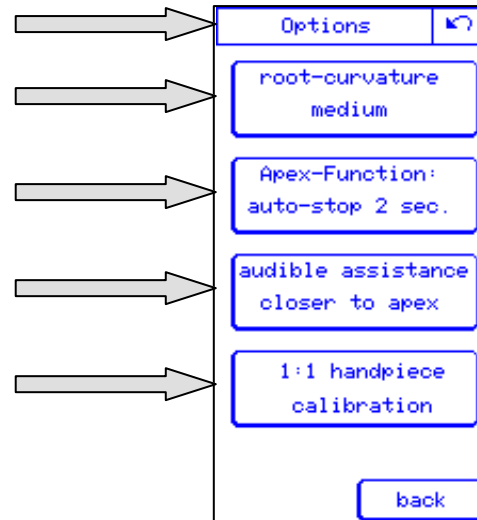 Options
root-curvature
medium
Apex-Function:
auto-stop 2 sec.
audible assistance
closer to apex
1:1 handpiece
calibration
back